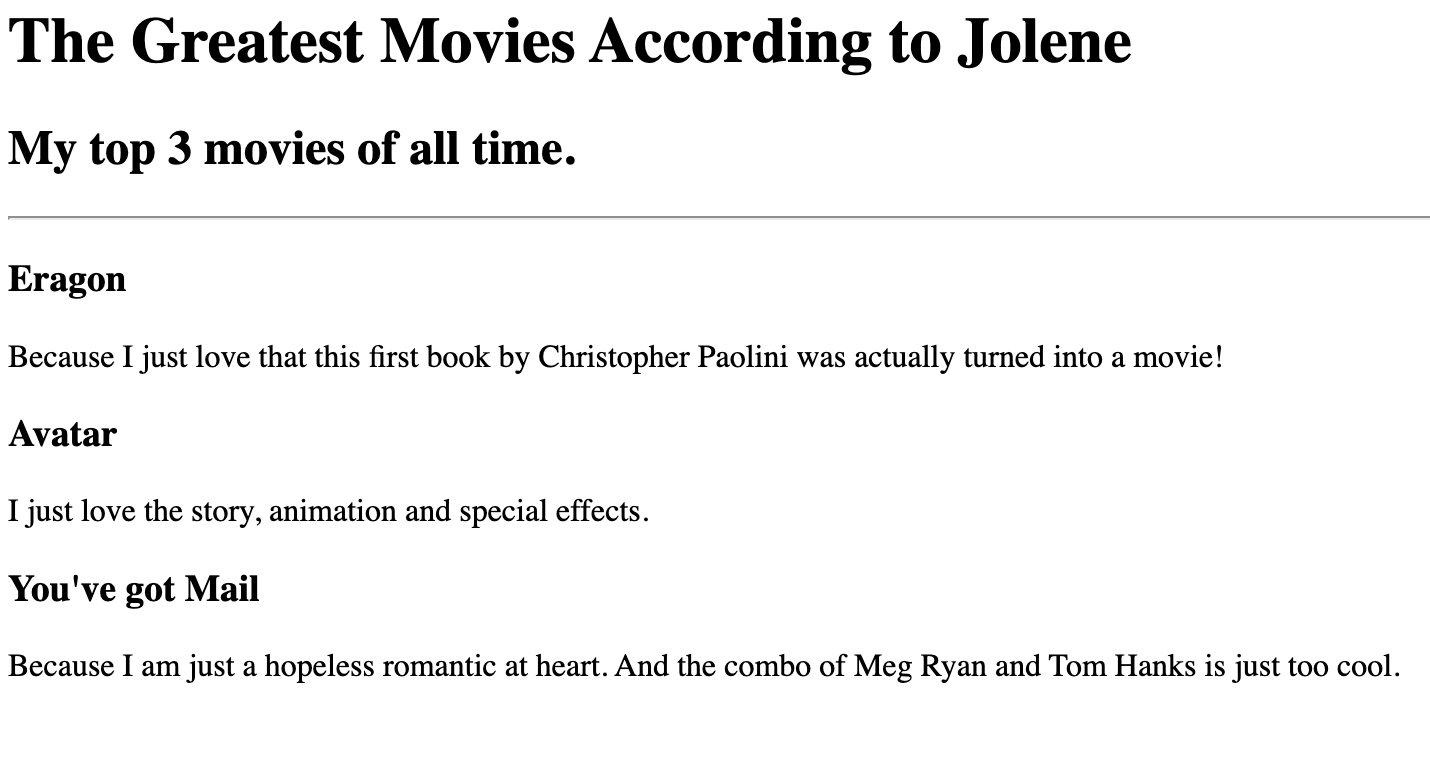 The Greatest Movies According to Jolene
My top 3 movies of all time.
Eragon
Because I just love that this first book by Christopher Paolini was actually turned into a movie!
Avatar
I just love the story, animation and special effects.
You've got Mail
Because I am just a hopeless romantic at heart. And the combo of Meg Ryan and Tom Hanks is just too cool.